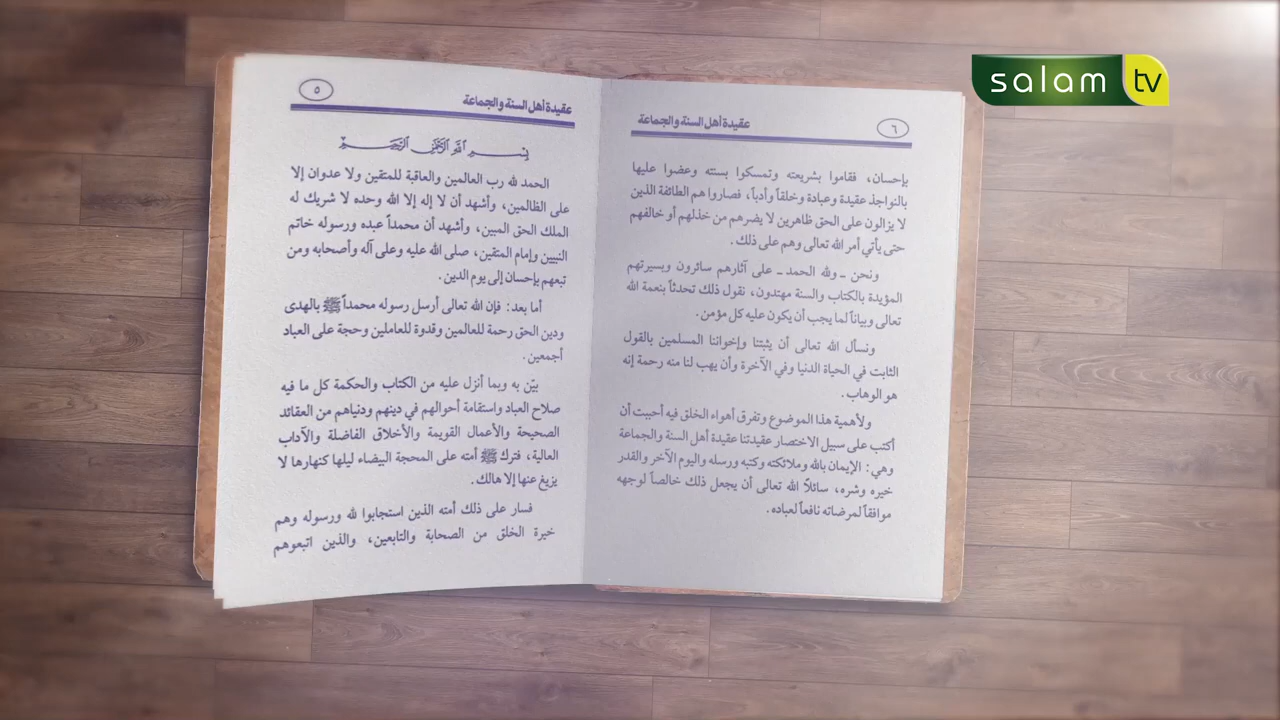 salam tv
عقيدة أهل السنة والجماعة
٥
بسم الله الرحمن الرحيم
الحمد لله رب العالمين والعاقبة للمتقين ولا عدوان إلا
على الظالمين، وأشهد أن لا إله إلا الله وحده لا شريك له
الملك الحق المبين، وأشهد أن محمداً عبده ورسوله خاتم
النبيين وإمام المتقين، صلى الله عليه وعلى آله وأصحابه ومن
تبعهم بإحسان إلى يوم الدين.
أما بعد: فإن الله تعالى أرسل رسوله محمداً ﷺ بالهدى
ودين الحق رحمة للعالمين وقدوة للعاملين وحجة على العباد
أجمعين.
بيّن به وبما أنزل عليه من الكتاب والحكمة كل ما فيه
صلاح العباد واستقامة أحوالهم في دينهم ودنياهم من العقائد
الصحيحة والأعمال القويمة والأخلاق الفاضلة والآداب
العالية، فترك ﷺ أمته على المحجة البيضاء ليلها كنهارها لا
يزيغ عنها إلا هالك.
فسار على ذلك أمته الذين استجابوا لله ورسوله وهم
خيرة الخلق من الصحابة والتابعين، والذين اتبعوهم
عقيدة أهل السنة والجماعة
٦
بإحسان، فقاموا بشريعته وتمسكوا بسنته وعضوا عليها
بالنواجذ عقيدة وعبادة وخلقاً وأدباً، فصاروا هم الطائفة الذين
لا يزالون على الحق ظاهرين لا يضرهم من خذلهم أو خالفهم
حتى يأتي أمر الله تعالى وهم على ذلك.
ونحن ـ ولله الحمد ـ على آثارهم سائرون وبسيرتهم
المؤيدة بالكتاب والسنة مهتدون، نقول ذلك تحدثاً بنعمة الله
تعالى وبياناً لما يجب أن يكون عليه كل مؤمن.
ونسأل الله تعالى أن يثبتنا وإخواننا المسلمين بالقول
الثابت في الحياة الدنيا وفي الآخرة وأن يهب لنا منه رحمة إنه
هو الوهاب.
ولأهمية هذا الموضوع وتفرق أهواء الخلق فيه أحببت أن
أكتب على سبيل الاختصار عقيدتنا عقيدة أهل السنة والجماعة
وهي: الإيمان بالله وملائكته وكتبه ورسله واليوم الآخر والقدر
خيره وشره، سائلاً الله تعالى أن يجعل ذلك خالصاً لوجهه
موافقاً لمرضاته نافعاً لعباده.